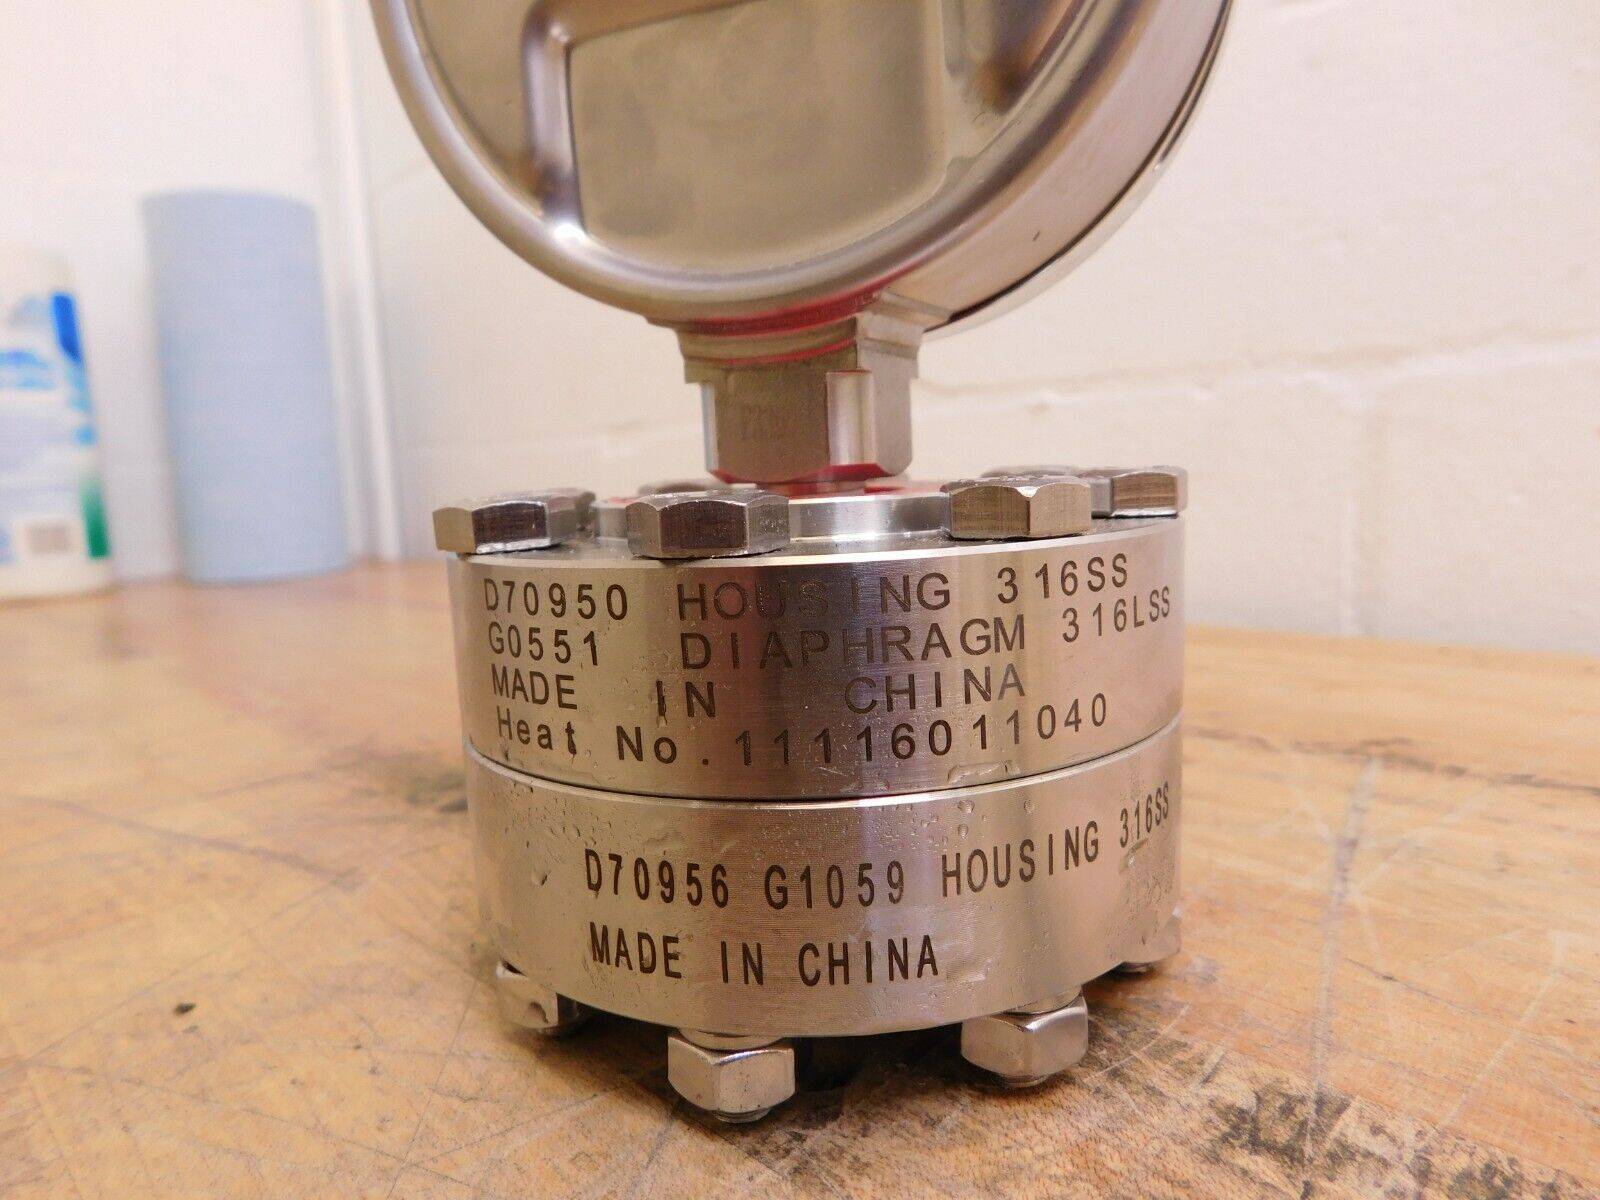 D70950 HOUSING 316SS
G0551 DIAPHRAGM 316LSS
MADE IN CHINA
Heat No.11116011040
D70956 G1059 HOUSING 316SS
MADE IN CHINA